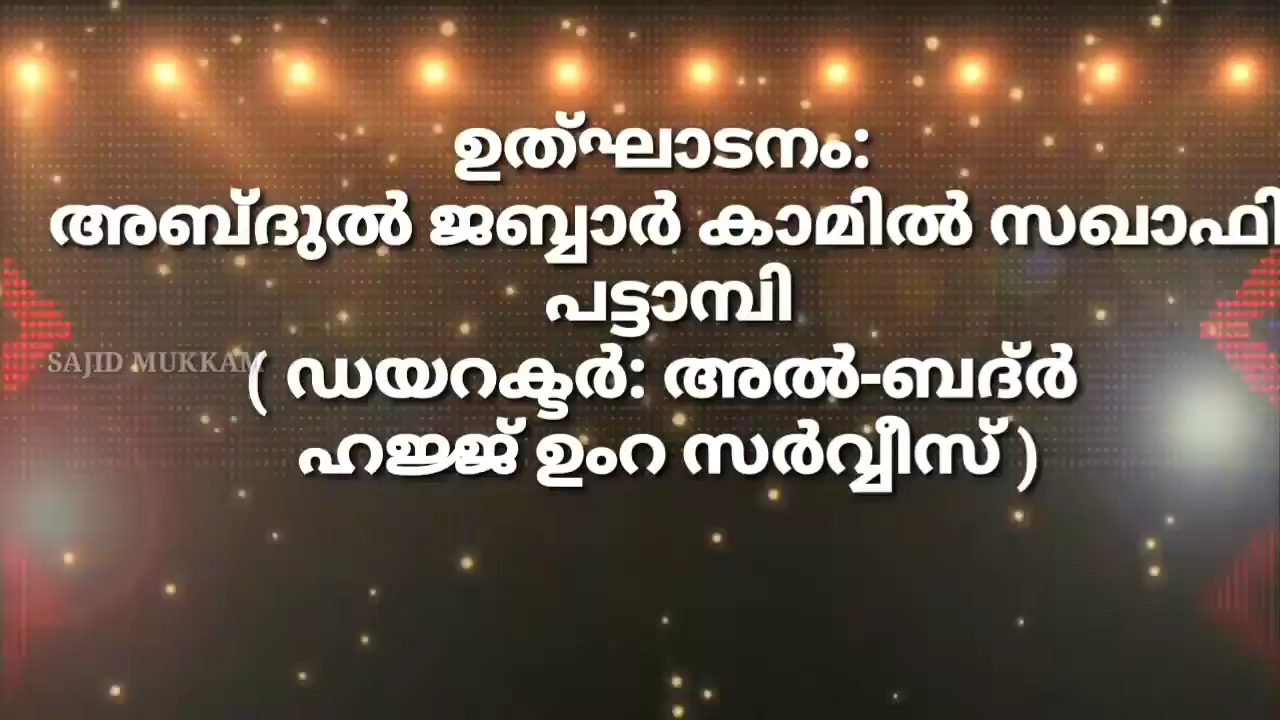 ഉത്ഘാടനം:
അബ്ദുൽ ജബ്ബാർ കാമിൽ സഖാഫി
പട്ടാമ്പി
SAJID MUKKAM
( ഡയറക്ടർ: അൽ-ബദ്ർ
ഹജ്ജ് ഉംറ സർവ്വീസ് )